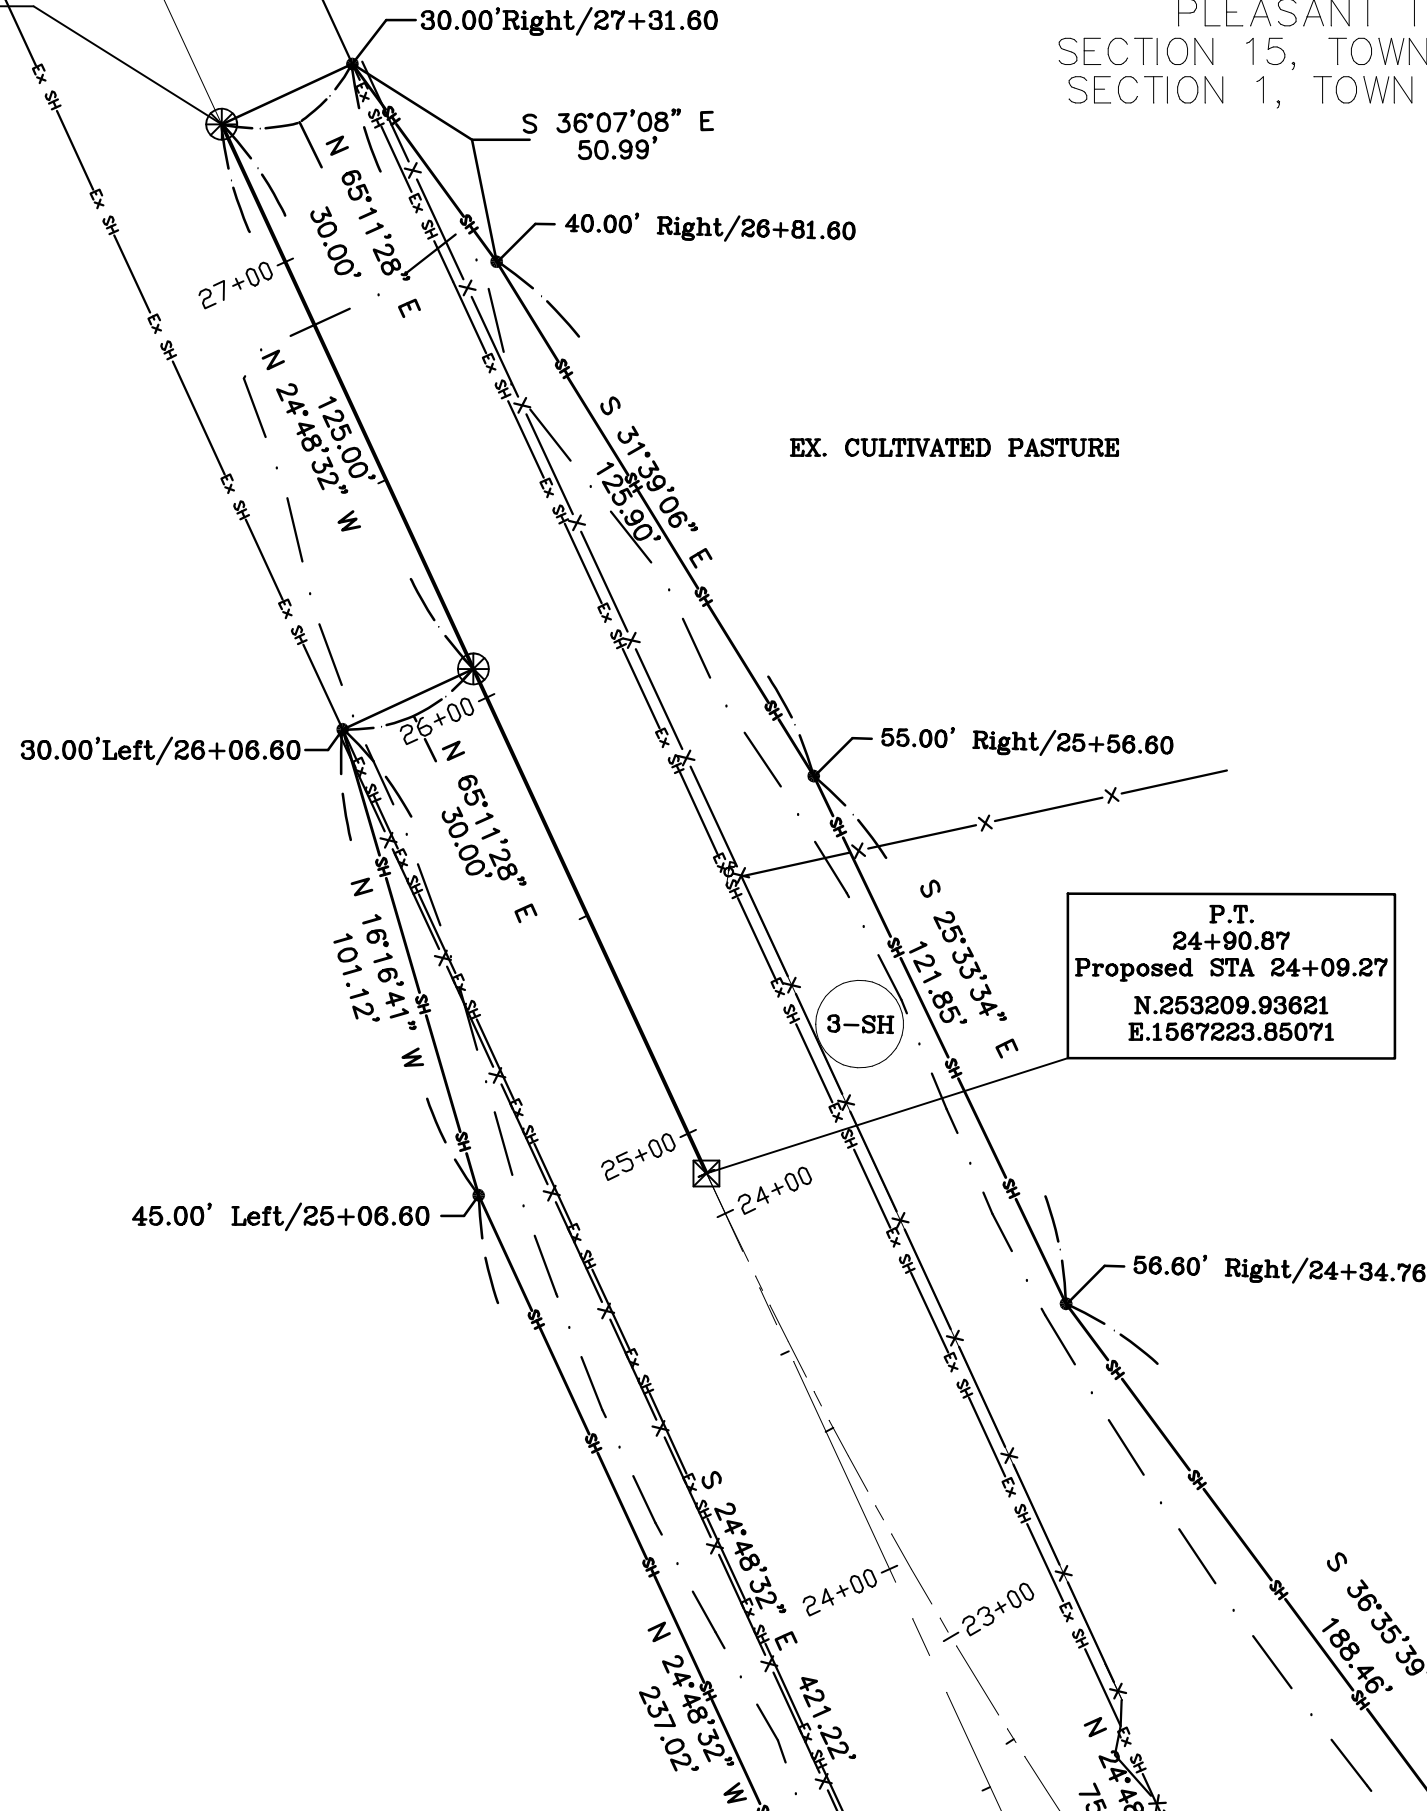 PLEASANT
SECTION 15, TOWN
SECTION 1, TOWN
30.00'Right/27+31.60
S 36°07'08" E
50.99'
40.00' Right/26+81.60
N 65°11'28" E
30.00'
27+00
N 24°48'32" W
125.00'
S 31°39'06" E
125.90'
EX. CULTIVATED PASTURE
30.00'Left/26+06.60
26+00
N 65°11'28" E
30.00'
55.00' Right/25+56.60
N 16°16'41" W
101.12'
S 25°33'34" E
121.85'
P.T.
24+90.87
Proposed STA 24+09.27
N.253209.93621
E.1567223.85071
3-SH
25+00
24+00
45.00' Left/25+06.60
56.60' Right/24+34.76
S 24°48'32" E 421.22'
24+00
23+00
N 24°48'32" W
237.02'
S 36°35'39
188.46'
N 24°48
75
Ex SH
SH